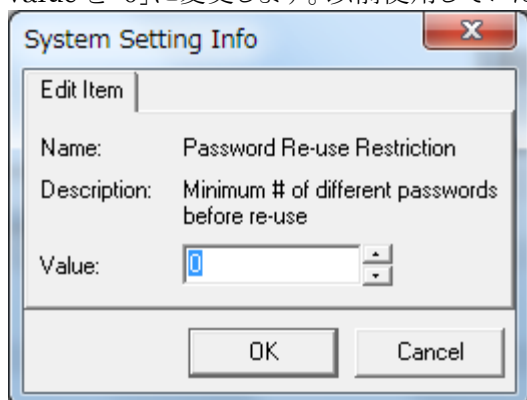 Value を「0」に変更します。以前使用してい
System Setting Info
Edit Item
Name: Password Re-use Restriction
Description: Minimum # of different passwords
before re-use
Value: 0
OK Cancel